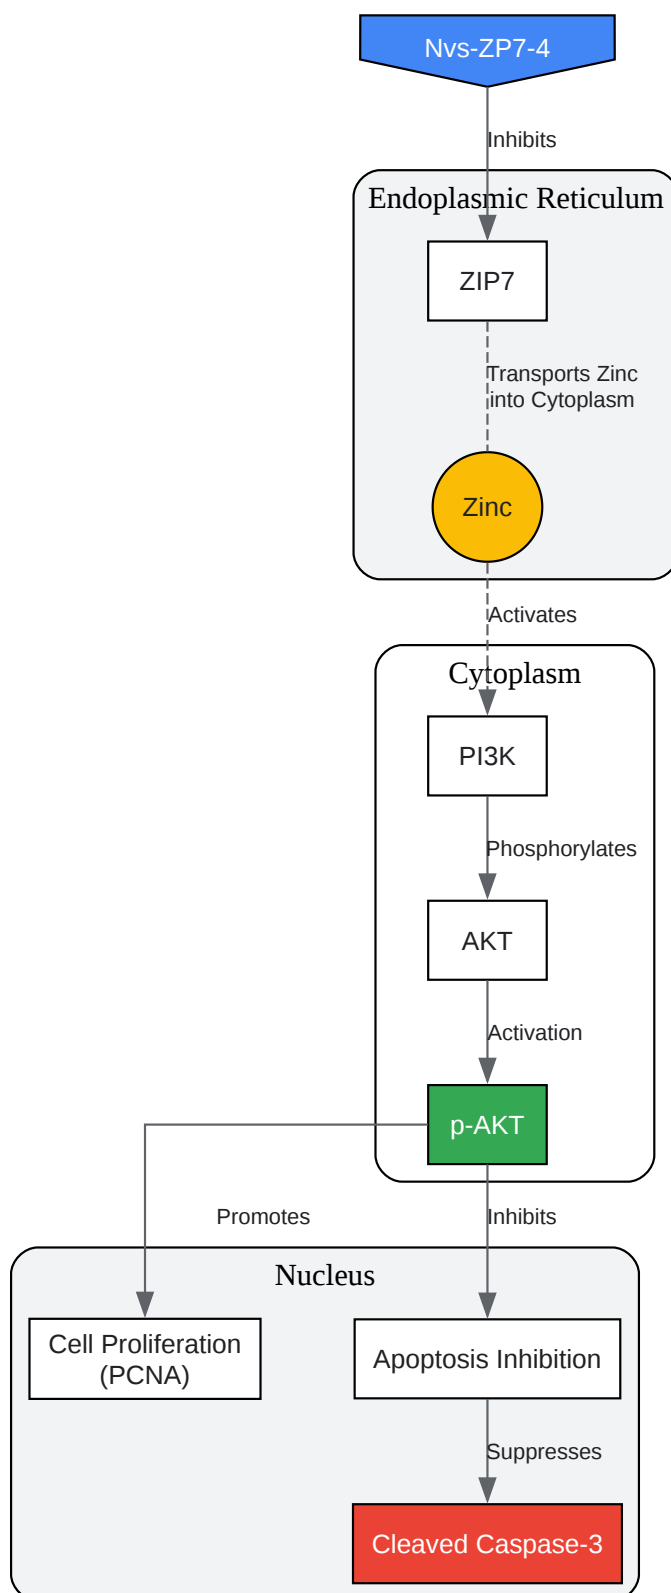 Nvs-ZP7-4
Inhibits
Endoplasmic Reticulum
ZIP7
Transports Zinc
into Cytoplasm
Zinc
Activates
Cytoplasm
PI3K
Phosphorylates
AKT
Activation
p-AKT
Promotes
Inhibits
Nucleus
Cell Proliferation
(PCNA)
Apoptosis Inhibition
Suppresses
Cleaved Caspase-3